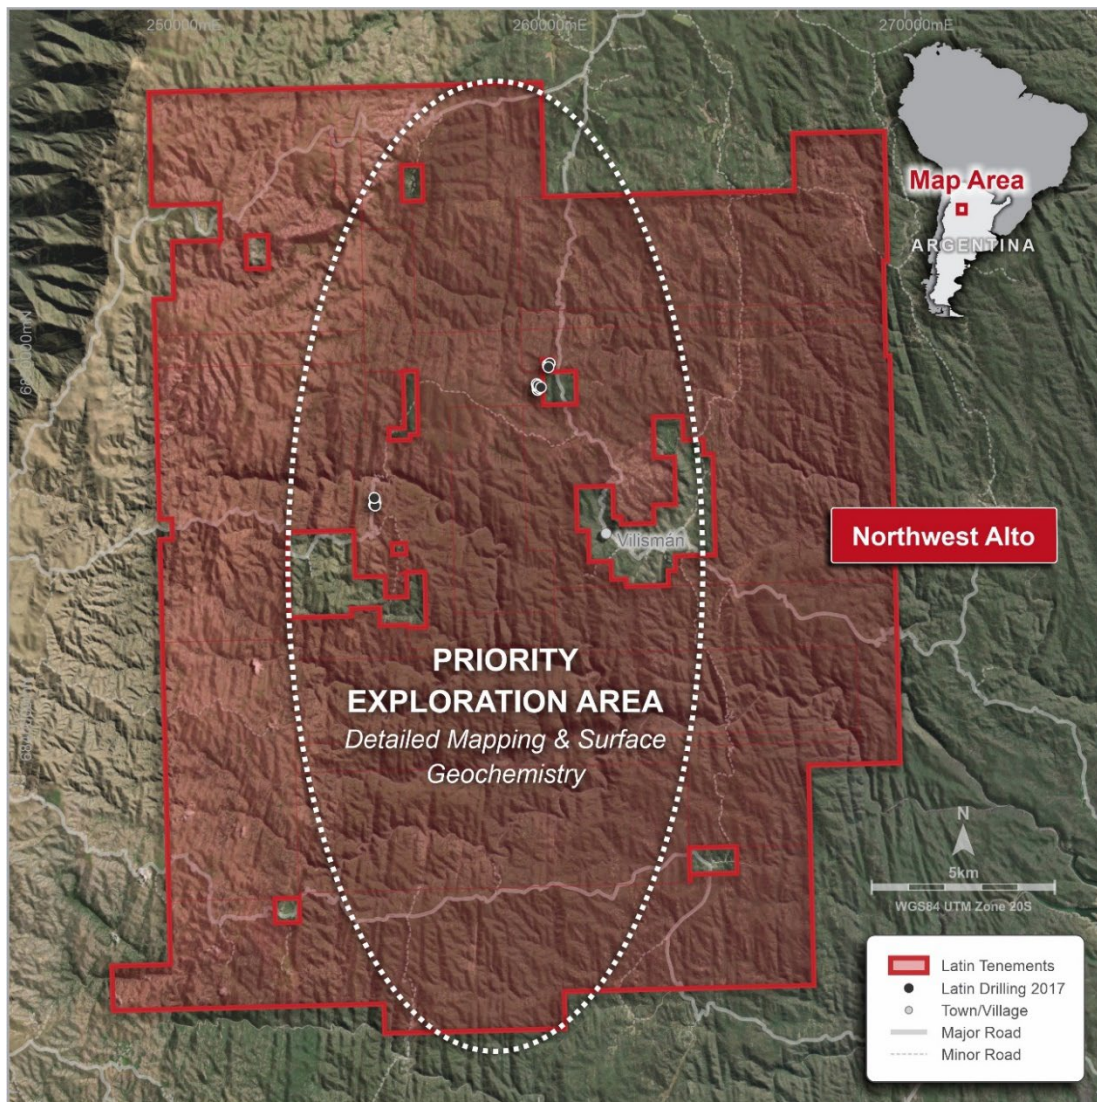 250000mE
260000mE
270000mE
Map Area
ARGENTINA
Northwest Alto
Vilisman
PRIORITY
EXPLORATION AREA
Detailed Mapping & Surface
Geochemistry
N
5km
WGS84 UTM Zone 20S
Latin Tenements
Latin Drilling 2017
Town/Village
Major Road
Minor Road